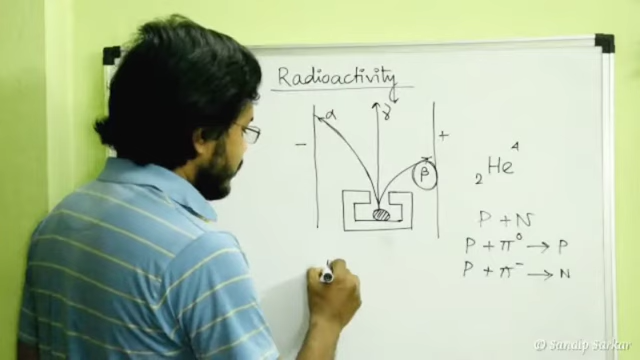 Radioactivity
- α γ +
β
₂He⁴
P + N
P + π⁰ → P
P + π⁻ → N
© Sandip Sarkar